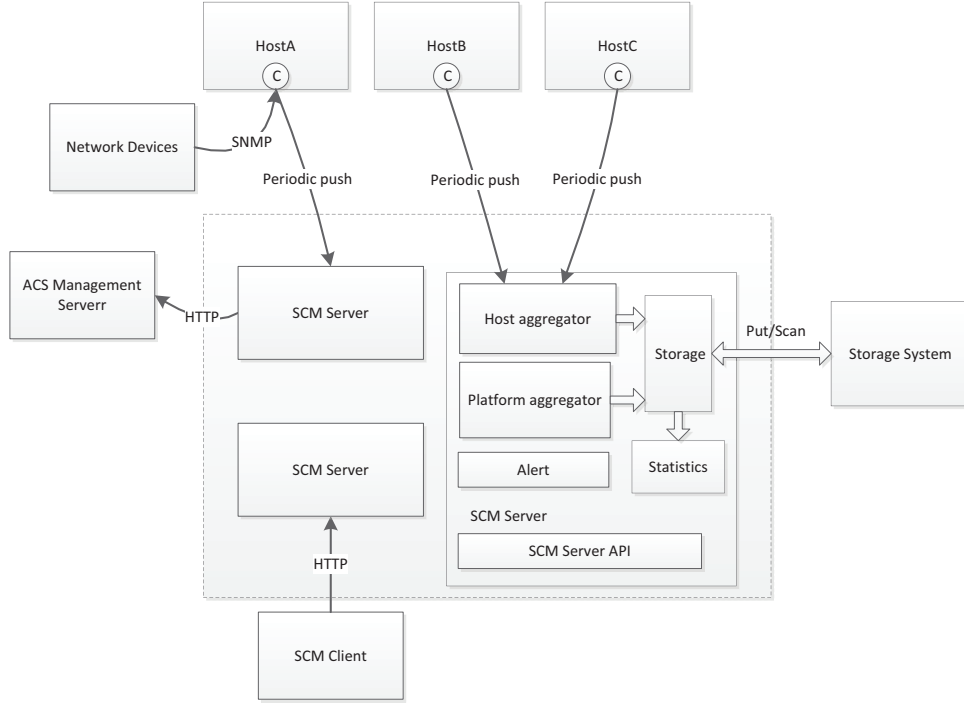 HostA
HostB
HostC
C
C
C
Network Devices
SNMP
Periodic push
Periodic push
Periodic push
ACS Management
Serverr
HTTP
SCM Server
Host aggregator
Storage
Put/Scan
Storage System
Platform aggregator
SCM Server
Alert
Statistics
SCM Server
SCM Server API
HTTP
SCM Client